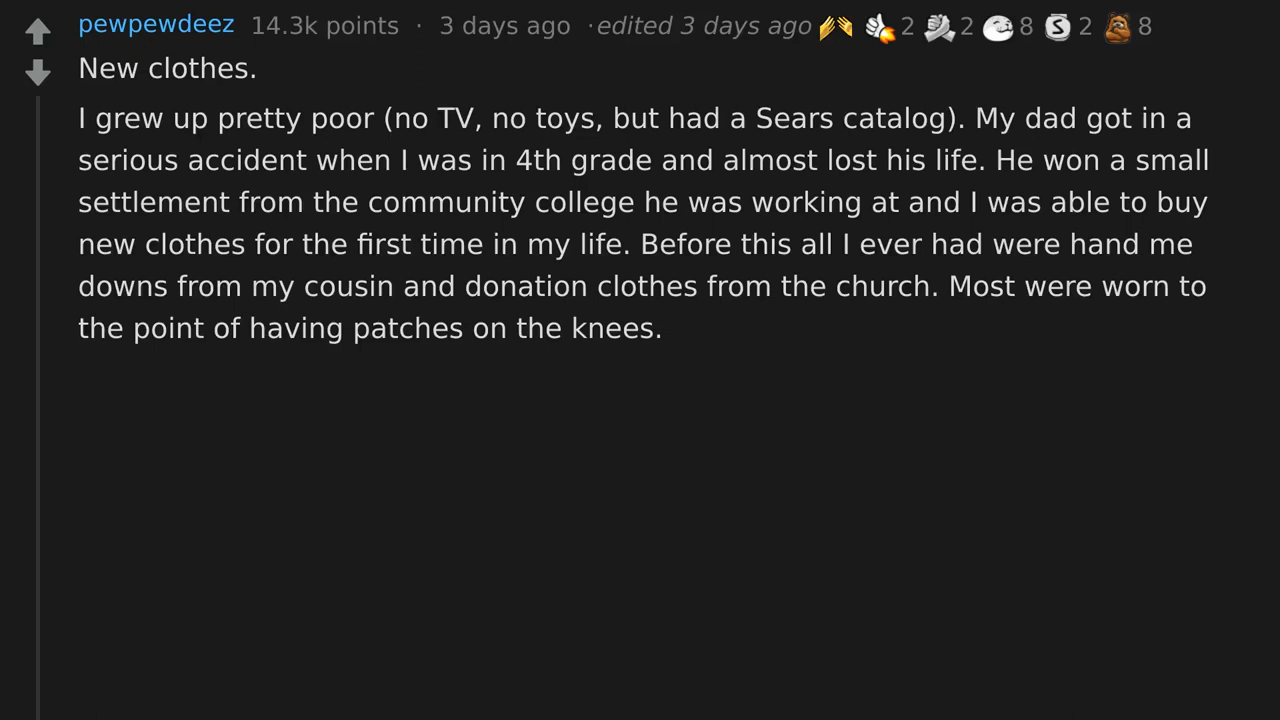 pewpewdeez 14.3k points · 3 days ago ·edited 3 days ago 2 2 8 S 2 8
New clothes.
I grew up pretty poor (no TV, no toys, but had a Sears catalog). My dad got in a
serious accident when I was in 4th grade and almost lost his life. He won a small
settlement from the community college he was working at and I was able to buy
new clothes for the first time in my life. Before this all I ever had were hand me
downs from my cousin and donation clothes from the church. Most were worn to
the point of having patches on the knees.